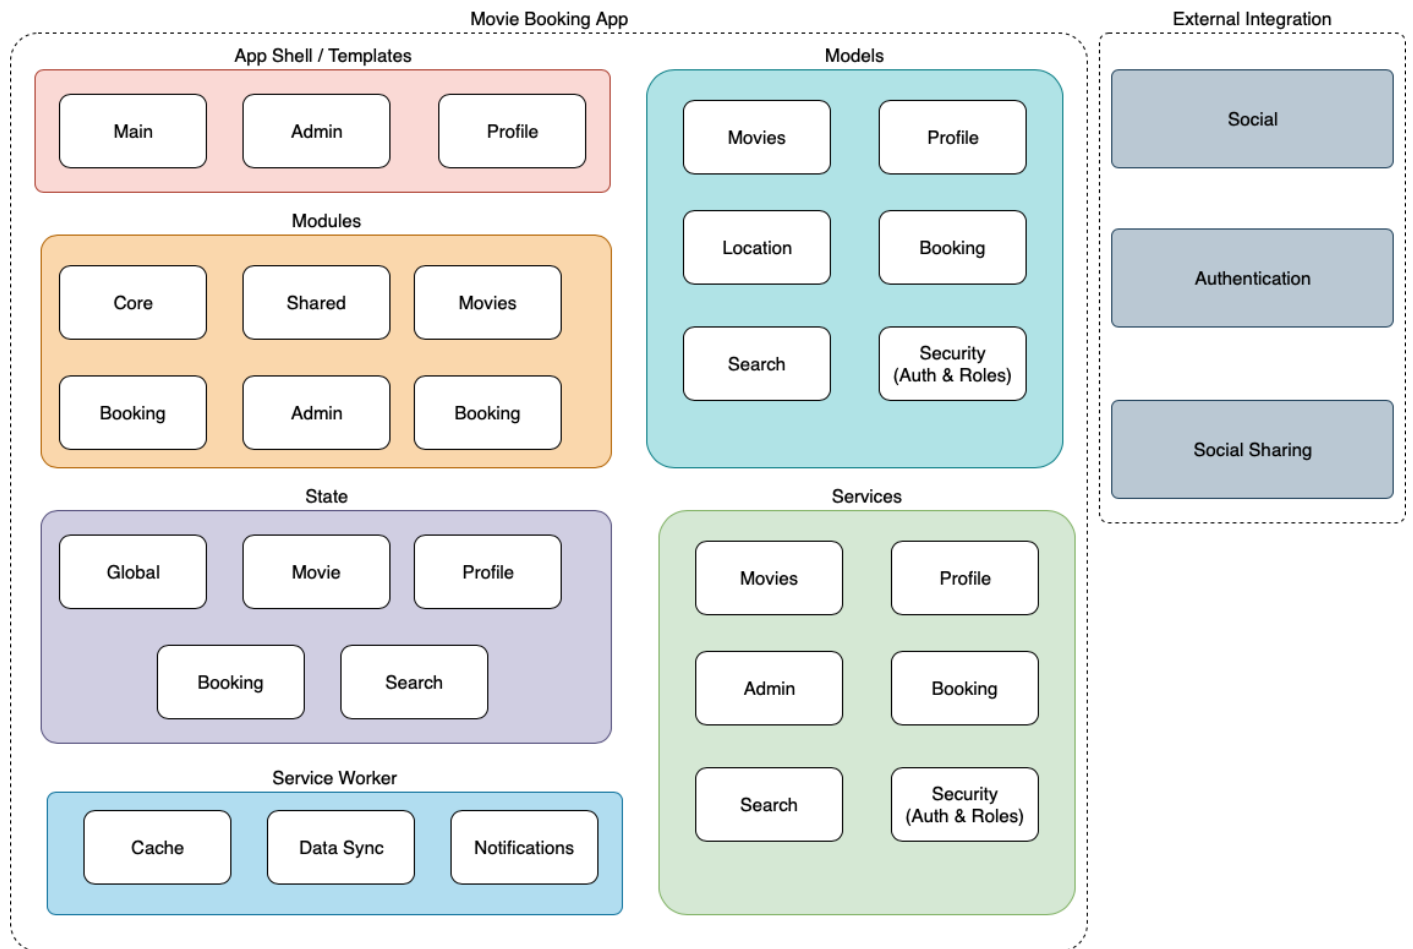 Movie Booking App
External Integration
App Shell / Templates
Main
Admin
Profile
Modules
Core
Shared
Movies
Booking
Admin
Booking
State
Global
Movie
Profile
Booking
Search
Service Worker
Cache
Data Sync
Notifications
Models
Movies
Profile
Location
Booking
Search
Security
(Auth & Roles)
Services
Movies
Profile
Admin
Booking
Search
Security
(Auth & Roles)
Social
Authentication
Social Sharing